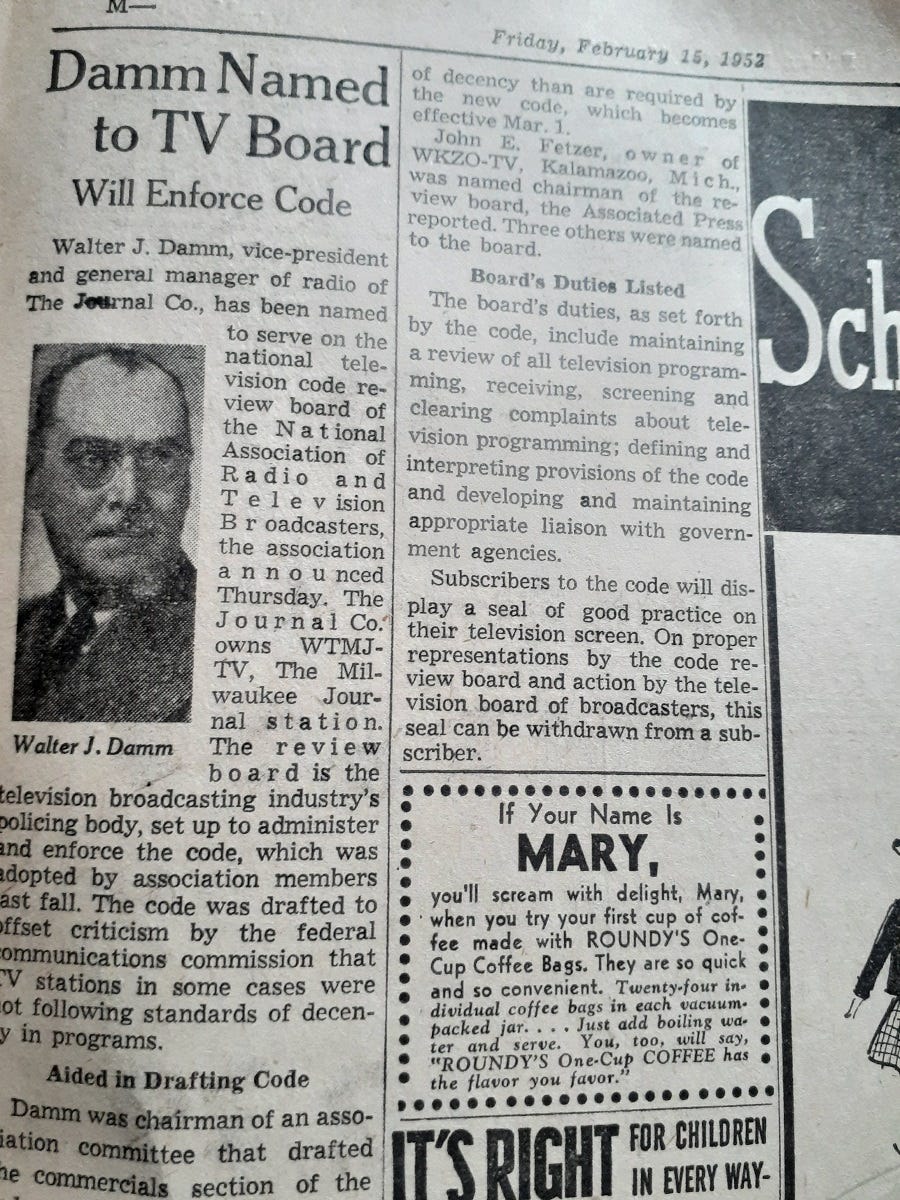 M—
Friday, February 15, 1952
Damm Named
to TV Board
Will Enforce Code
Walter J. Damm, vice-president
and general manager of radio of
The Journal Co., has been named
to serve on the
national tele-
vision code re-
view board of
the National
Association of
Radio and
Television
Broadcasters,
the association
announced
Thursday. The
Journal Co.
owns WTMJ-
TV, The Mil-
waukee Jour-
nal station.
Walter J. Damm
The review
board is the
television broadcasting industry's
policing body, set up to administer
and enforce the code, which was
adopted by association members
last fall. The code was drafted to
offset criticism by the federal
communications commission that
TV stations in some cases were
not following standards of decen-
y in programs.
Aided in Drafting Code
Damm was chairman of an asso-
iation committee that drafted
he commercials section of the
of decency than are required by
the new code, which becomes
effective Mar. 1.
John E. Fetzer, owner of
WKZO-TV, Kalamazoo, Mich.,
was named chairman of the re-
view board, the Associated Press
reported. Three others were named
to the board.
Board's Duties Listed
The board's duties, as set forth
by the code, include maintaining
a review of all television program-
ming, receiving, screening and
clearing complaints about tele-
vision programming; defining and
interpreting provisions of the code
and developing and maintaining
appropriate liaison with govern-
ment agencies.
Subscribers to the code will dis-
play a seal of good practice on
their television screen. On proper
representations by the code re-
view board and action by the tele-
vision board of broadcasters, this
seal can be withdrawn from a sub-
scriber.
If Your Name Is
MARY,
you'll scream with delight, Mary,
when you try your first cup of cof-
fee made with ROUNDY'S One-
Cup Coffee Bags. They are so quick
and so convenient. Twenty-four in-
dividual coffee bags in each vacuum-
packed jar. . . . Just add boiling wa-
ter and serve. You, too, will say,
"ROUNDY'S One-Cup COFFEE has
the flavor you favor."
IT'S RIGHT FOR CHILDREN
IN EVERY WAY-
Sch